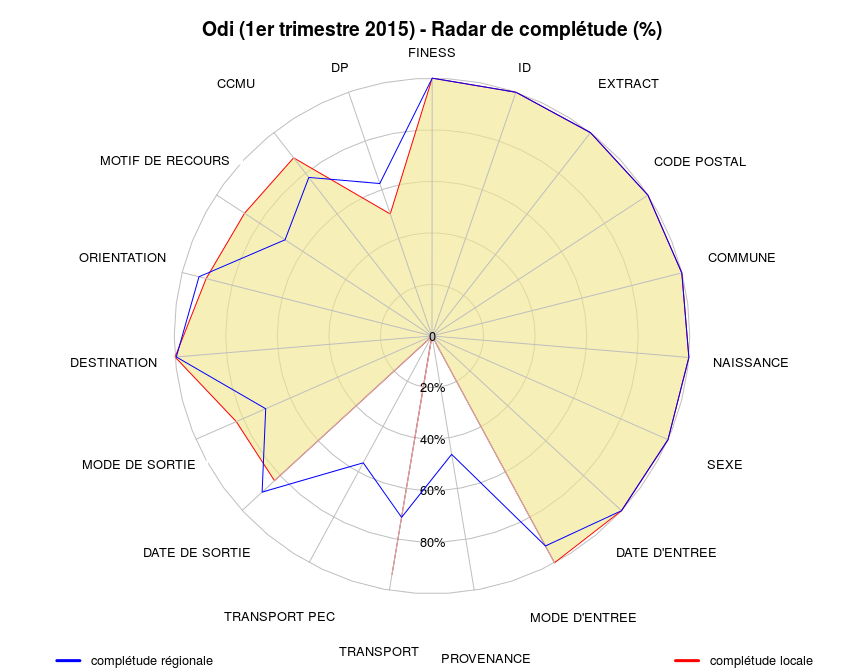 Odi (1er trimestre 2015) - Radar de complétude (%)
FINESS
ID
EXTRACT
CODE POSTAL
COMMUNE
NAISSANCE
SEXE
DATE D'ENTREE
MODE D'ENTREE
PROVENANCE
TRANSPORT
TRANSPORT PEC
DATE DE SORTIE
MODE DE SORTIE
DESTINATION
ORIENTATION
MOTIF DE RECOURS
CCMU
DP
0
20%
40%
60%
80%
complétude régionale
complétude locale